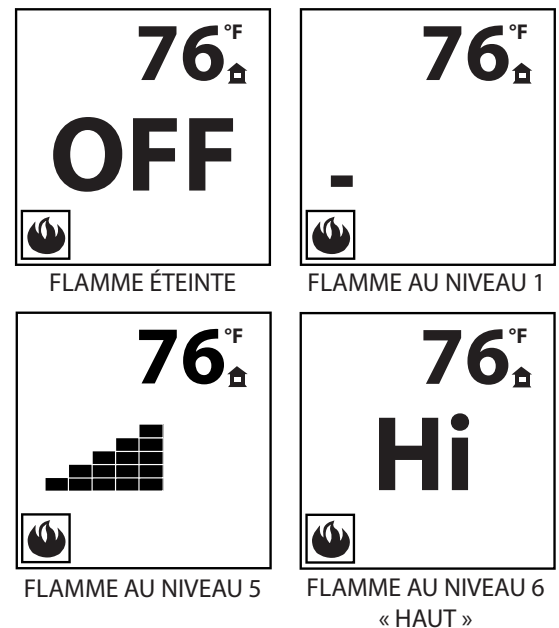 76 °F
OFF
FLAMME ÉTEINTE
76 °F
-
FLAMME AU NIVEAU 1
76 °F
FLAMME AU NIVEAU 5
76 °F
Hi
FLAMME AU NIVEAU 6
« HAUT »